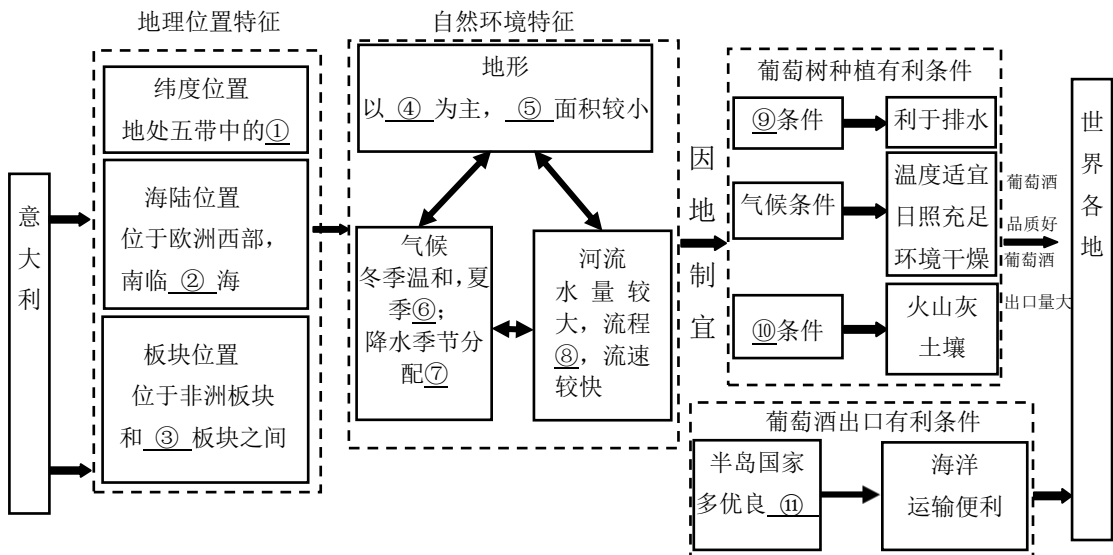 地理位置特征
自然环境特征
意大利
纬度位置
地处五带中的①
海陆位置
位于欧洲西部，
南临 ② 海
板块位置
位于非洲板块
和 ③ 板块之间
地形
以 ④ 为主， ⑤ 面积较小
气候
冬季温和，夏
季⑥；
降水季节分
配⑦
河流
水量较
大，流程
⑧，流速
较快
因地制宜
葡萄树种植有利条件
⑨条件
利于排水
气候条件
温度适宜
日照充足
环境干燥
⑩条件
火山灰
土壤
葡萄酒
品质好
葡萄酒
出口量大
世界各地
葡萄酒出口有利条件
半岛国家
多优良 ⑪
海洋
运输便利